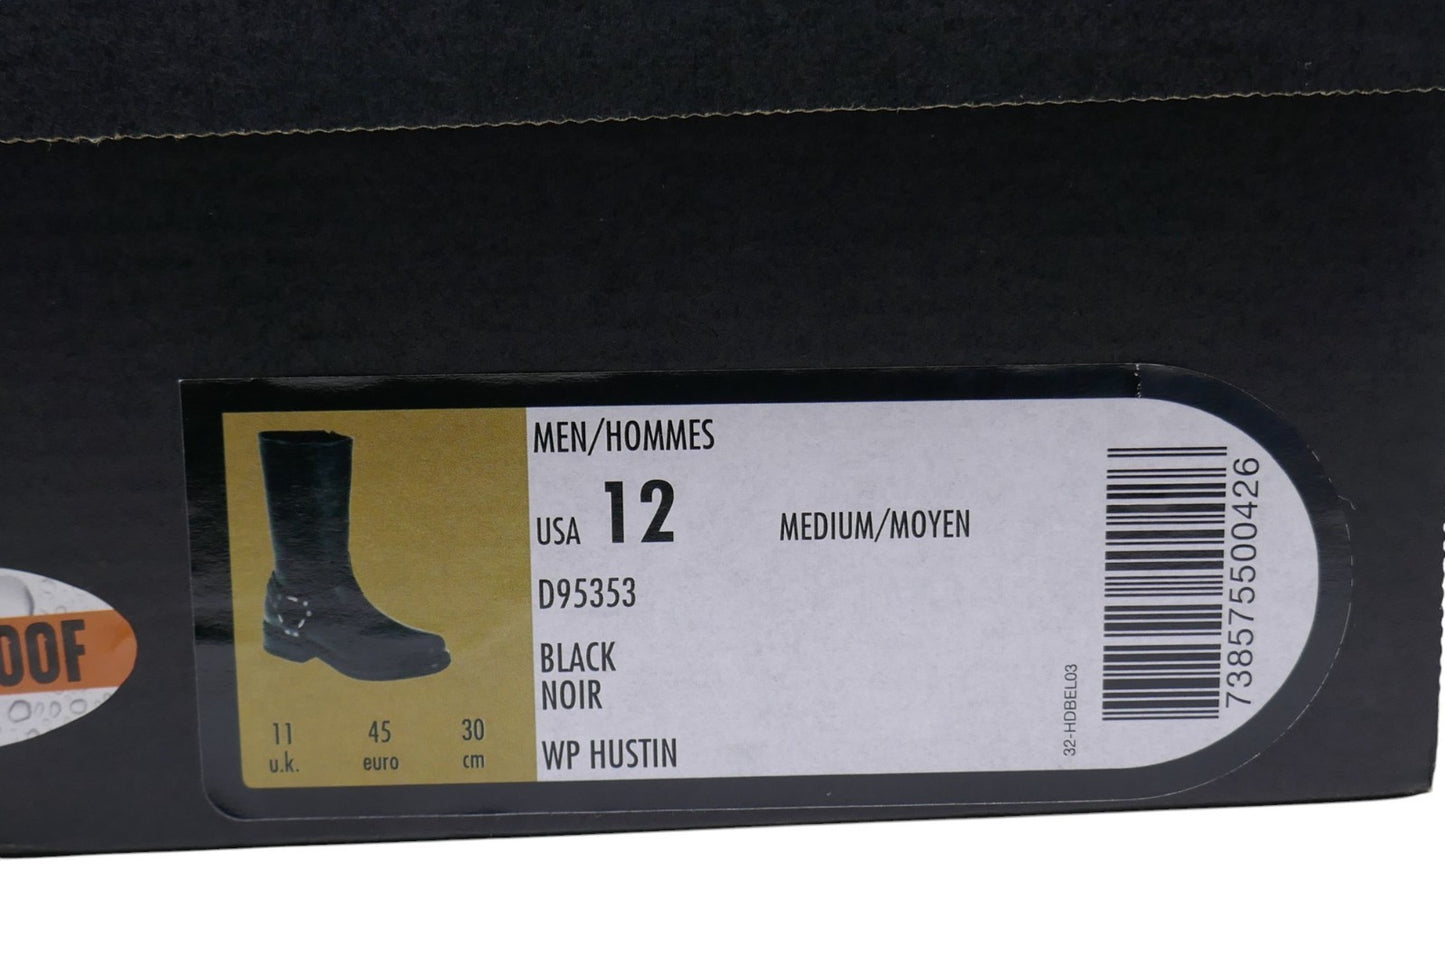 OOF
MEN/HOMMES
USA 12 MEDIUM/MOYEN
D95353
BLACK
NOIR
WP HUSTIN
11 45 30
u.k. euro cm
32-HDBEL03
738575500426